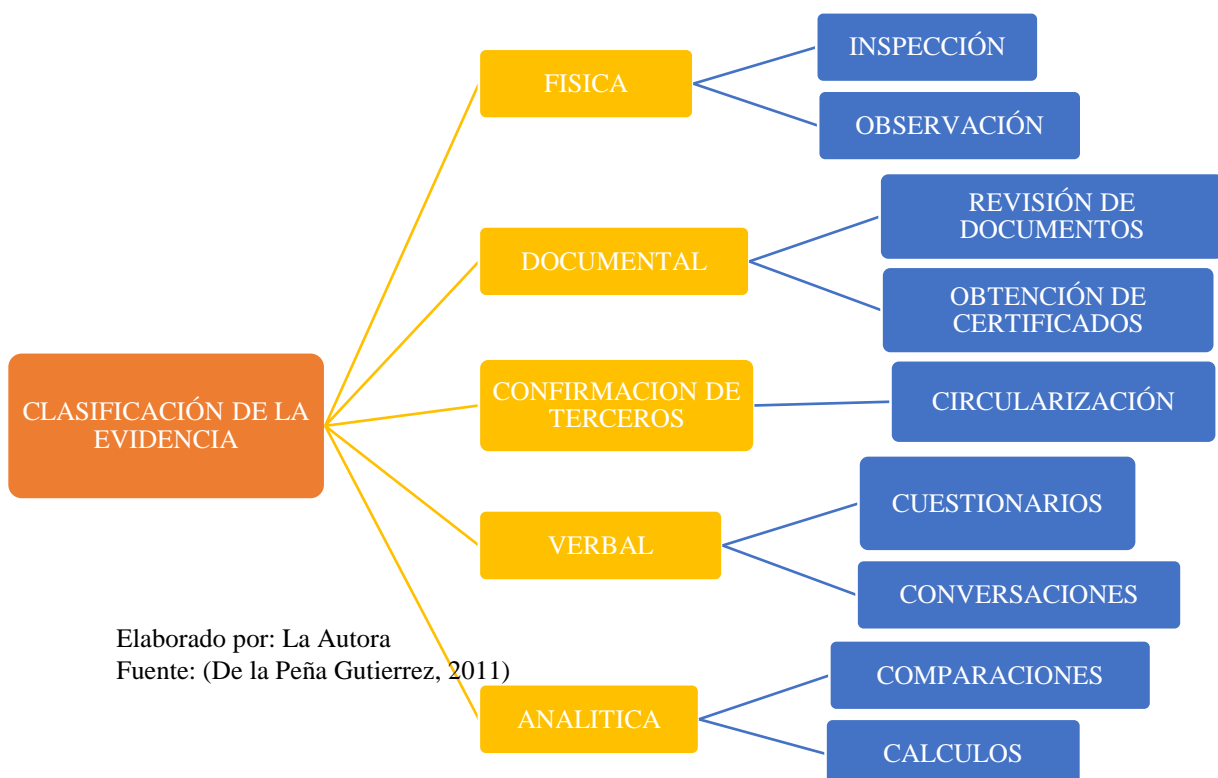 CLASIFICACIÓN DE LA
EVIDENCIA
FISICA
INSPECCIÓN
OBSERVACIÓN
DOCUMENTAL
REVISIÓN DE
DOCUMENTOS
OBTENCIÓN DE
CERTIFICADOS
CONFIRMACION DE
TERCEROS
CIRCULARIZACIÓN
VERBAL
CUESTIONARIOS
CONVERSACIONES
ANALITICA
COMPARACIONES
CALCULOS
Elaborado por: La Autora
Fuente: (De la Peña Gutierrez, 2011)